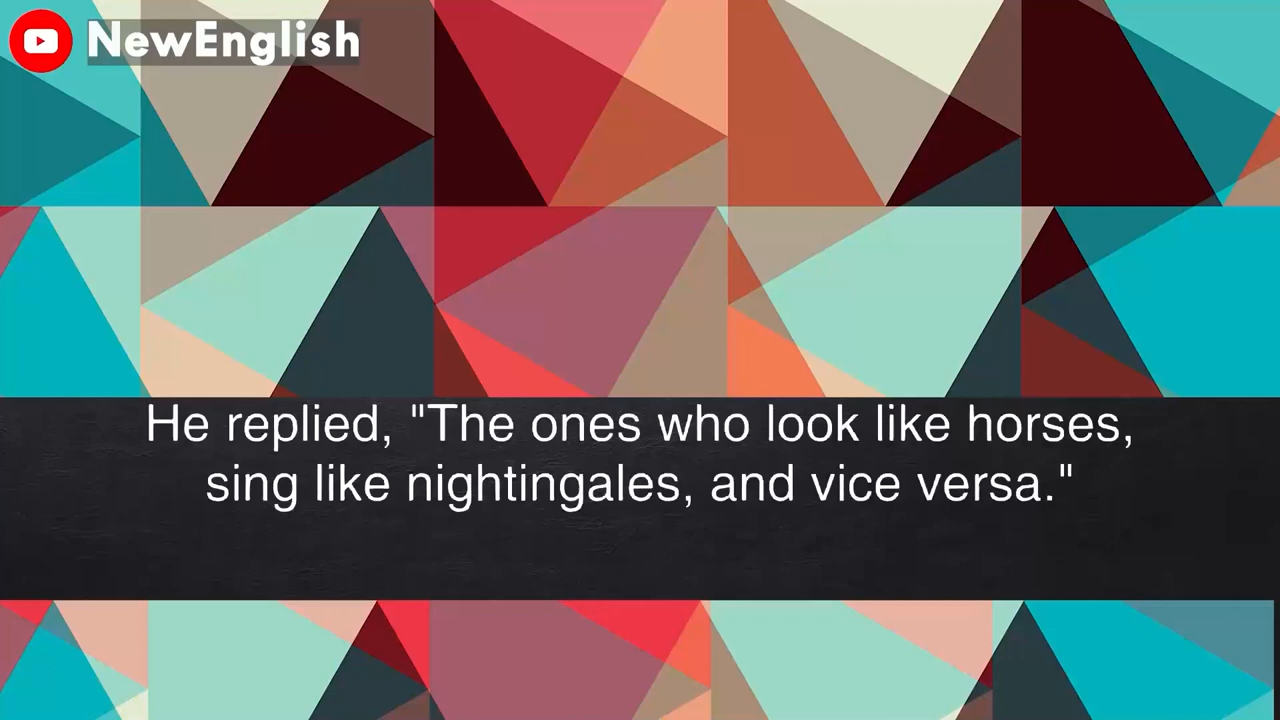 NewEnglish
He replied, "The ones who look like horses,
sing like nightingales, and vice versa."